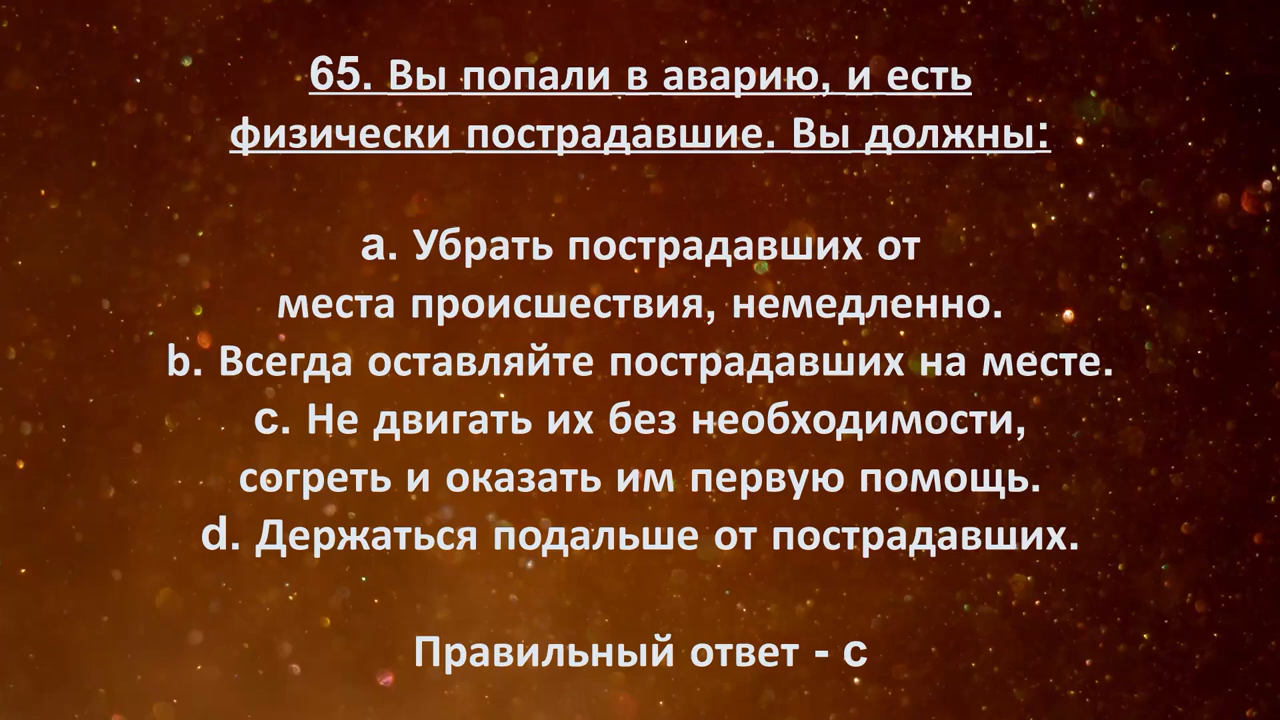 65. Вы попали в аварию, и есть
физически пострадавшие. Вы должны:
a. Убрать пострадавших от
места происшествия, немедленно.
b. Всегда оставляйте пострадавших на месте.
c. Не двигать их без необходимости,
согреть и оказать им первую помощь.
d. Держаться подальше от пострадавших.
Правильный ответ - c